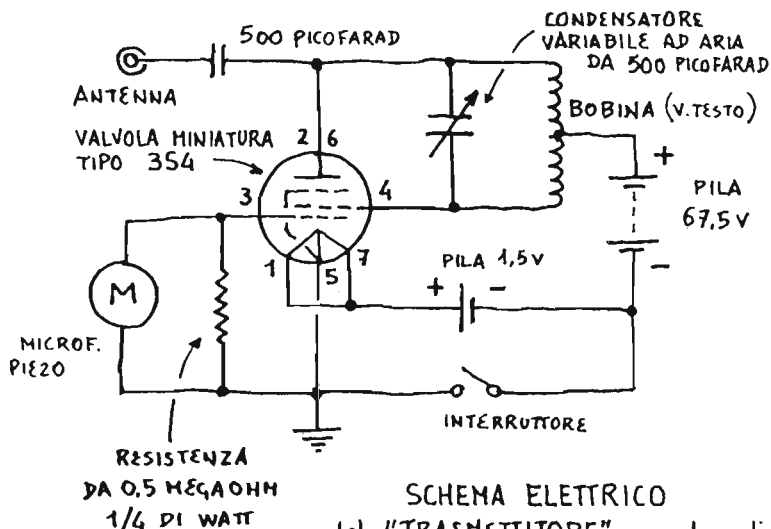 500 PICOFARAD
CONDENSATORE
VARIABILE AD ARIA
DA 500 PICOFARAD
ANTENNA
BOBINA (V. TESTO)
VALVOLA MINIATURA
TIPO 3S4
2 6
3
4
+
PILA
67,5 V
-
1
5
7
PILA 1,5 V
+ -
M
MICROF.
PIEZO
INTERRUTTORE
RESISTENZA
DA 0,5 MEGAOHM
1/4 DI WATT
SCHEMA ELETTRICO
"TRASMETTITORE"